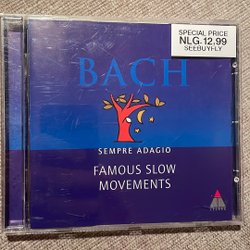 SPECIAL PRICE
NLG. 12.99
SEEBUYFLY
BACH
SEMPRE ADAGIO
FAMOUS SLOW
MOVEMENTS